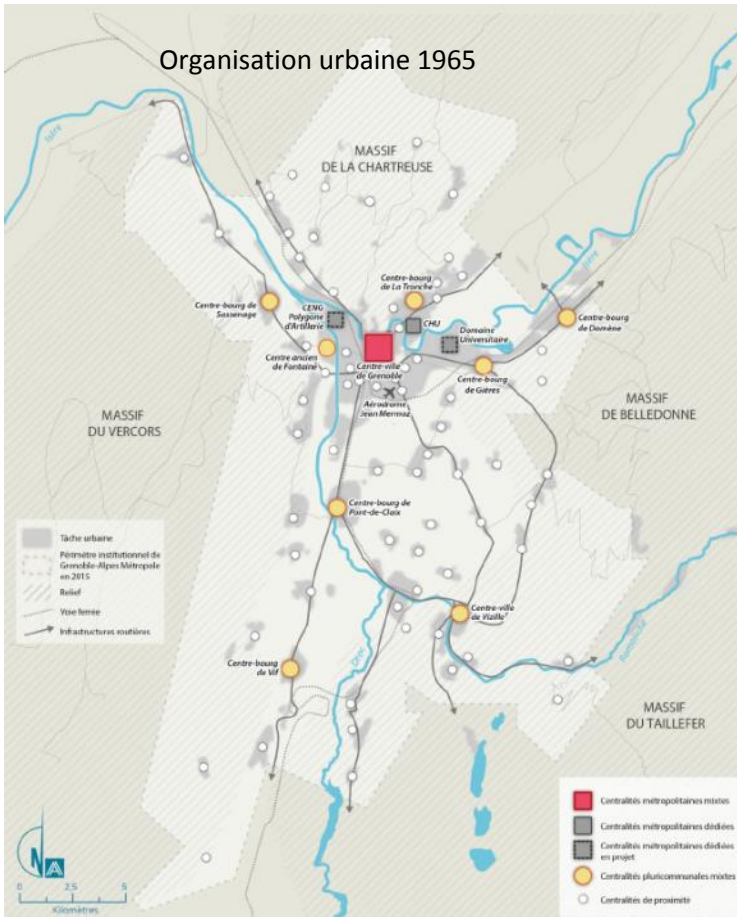 Organisation urbaine 1965
Isère
MASSIF
DE LA CHARTREUSE
Isère
Centre-bourg de
Sassenage
CENG
Polygone
d'Artillerie
Centre-bourg
de La Tronche
CHU
Domaine
Universitaire
Centre-bourg
de Domène
Centre ancien
de Fontaine
Centre-ville
de Grenoble
Centre-bourg
de Gières
Aérodrome
Jean Mermoz
MASSIF
DU VERCORS
MASSIF
DE BELLEDONNE
Centre-bourg de
Pont-de-Claix
Tâche urbaine
Périmètre institutionnel de
Grenoble-Alpes Métropole
en 2015
Relief
Voie ferrée
Infrastructures routières
Centre-ville
de Vizille
Romanche
Drac
Centre-bourg
de Vif
MASSIF
DU TAILLEFER
Centralités métropolitaines mixtes
Centralités métropolitaines dédiées
Centralités métropolitaines dédiées
en projet
Centralités pluricommunales mixtes
Centralités de proximité
N A
0 2,5 5
Kilomètres